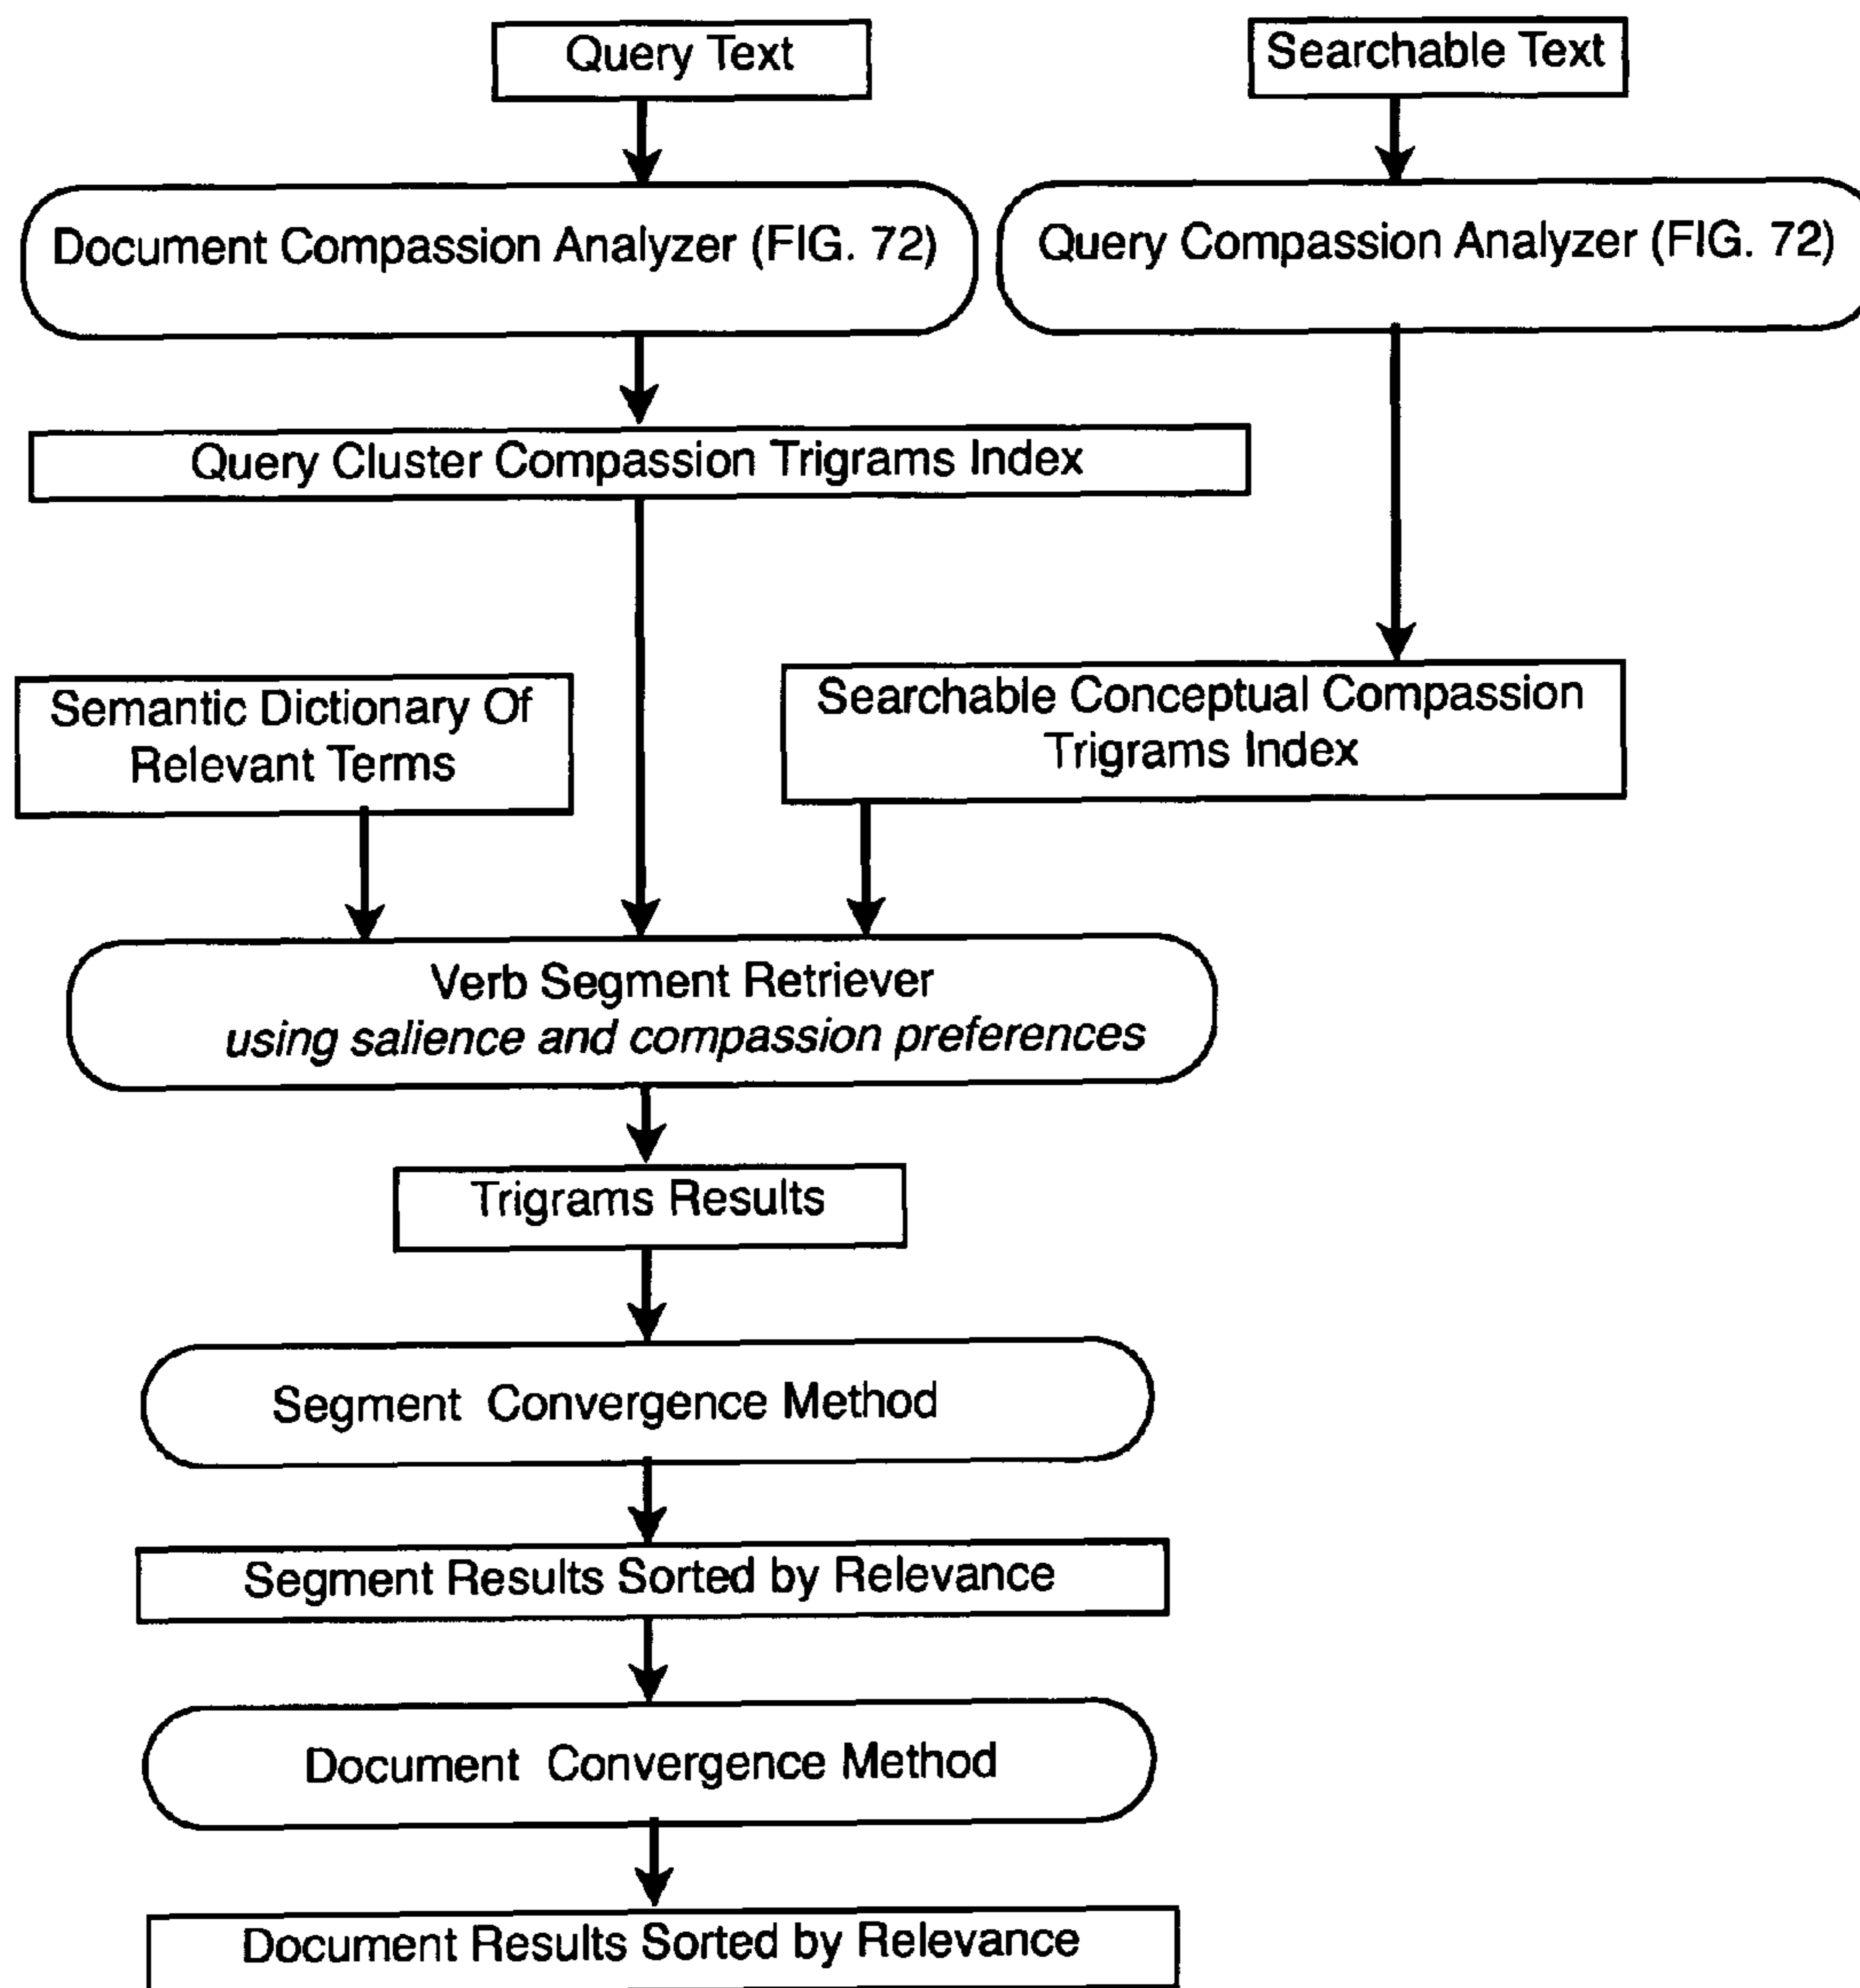 Query Text
Searchable Text
Document Compassion Analyzer (FIG. 72)
Query Compassion Analyzer (FIG. 72)
Query Cluster Compassion Trigrams Index
Semantic Dictionary Of
Relevant Terms
Searchable Conceptual Compassion
Trigrams Index
Verb Segment Retriever
using salience and compassion preferences
Trigrams Results
Segment Convergence Method
Segment Results Sorted by Relevance
Document Convergence Method
Document Results Sorted by Relevance